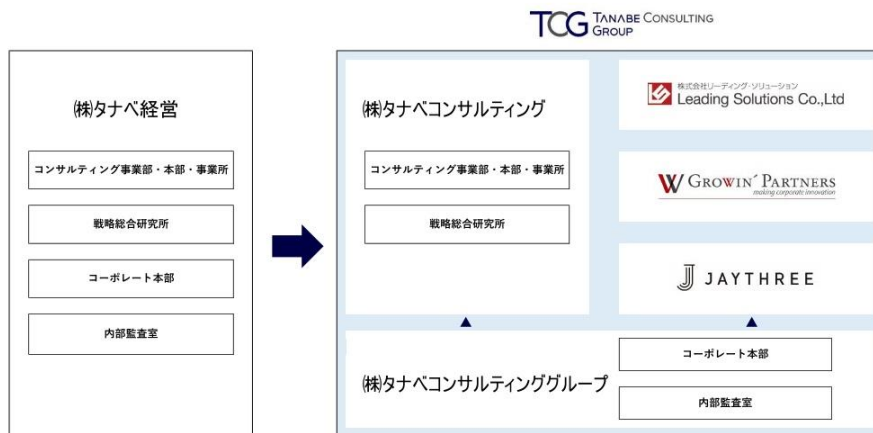 TCG TANABE CONSULTING
GROUP
㈱タナベ経営
コンサルティング事業部・本部・事業所
戦略総合研究所
コーポレート本部
内部監査室
㈱タナベコンサルティング
コンサルティング事業部・本部・事業所
戦略総合研究所
株式会社リーディング・ソリューション
Leading Solutions Co.,Ltd
GROWIN' PARTNERS
making corporate innovation
JAYTHREE
㈱タナベコンサルティンググループ
コーポレート本部
内部監査室